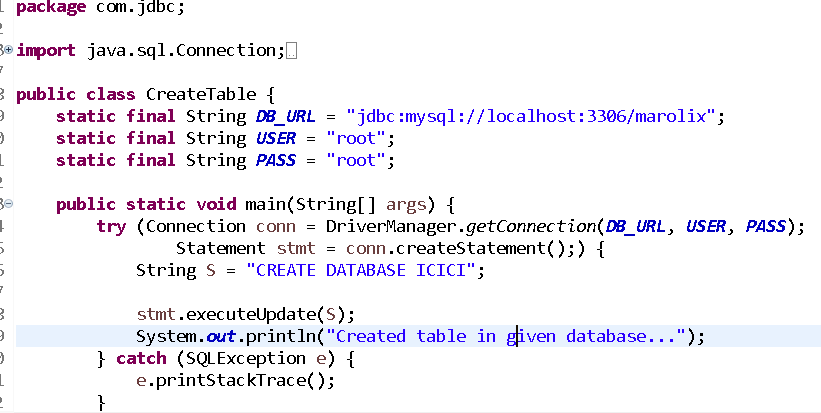 package com.jdbc;
import java.sql.Connection;
public class CreateTable {
static final String DB_URL = "jdbc:mysql://localhost:3306/marolix";
static final String USER = "root";
static final String PASS = "root";
public static void main(String[] args) {
try (Connection conn = DriverManager.getConnection(DB_URL, USER, PASS);
Statement stmt = conn.createStatement();) {
String S = "CREATE DATABASE ICICI";
stmt.executeUpdate(S);
System.out.println("Created table in given database...");
} catch (SQLException e) {
e.printStackTrace();
}